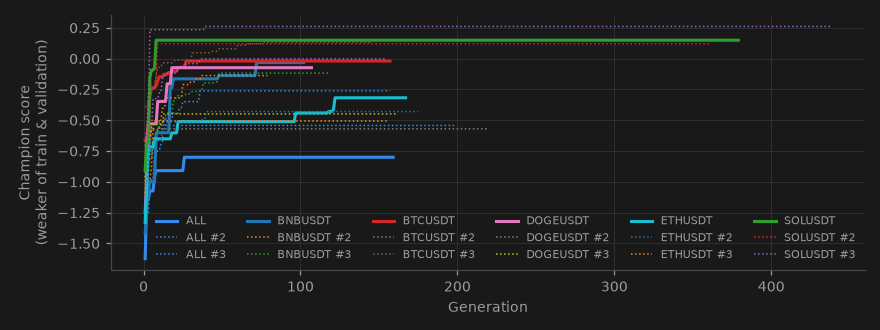 Champion score
(weaker of train & validation)
0.25
0.00
−0.25
−0.50
−0.75
−1.00
−1.25
−1.50
ALL BNBUSDT BTCUSDT DOGEUSDT ETHUSDT SOLUSDT
ALL #2 BNBUSDT #2 BTCUSDT #2 DOGEUSDT #2 ETHUSDT #2 SOLUSDT #2
ALL #3 BNBUSDT #3 BTCUSDT #3 DOGEUSDT #3 ETHUSDT #3 SOLUSDT #3
0 100 200 300 400
Generation